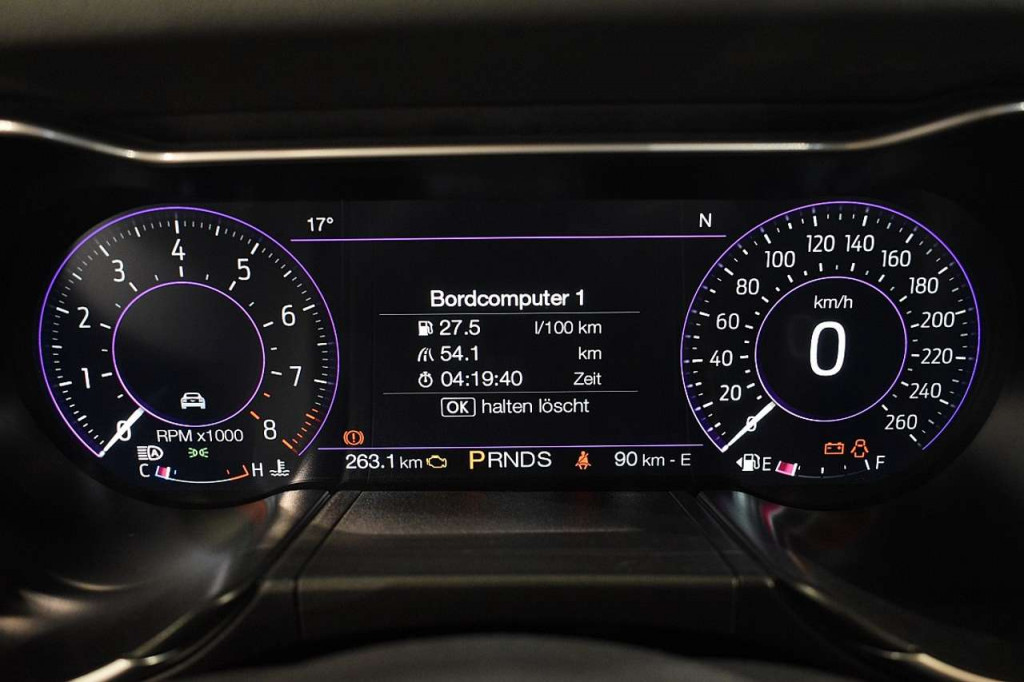 17°
N
0
1
2
3
4
5
6
7
8
RPM x1000
A
C
H
Bordcomputer 1
27.5 l/100 km
54.1 km
04:19:40 Zeit
OK halten löscht
263.1 km
PRNDS
90 km - E
0
20
40
60
80
100
120
140
160
180
200
220
240
260
km/h
0
E
F